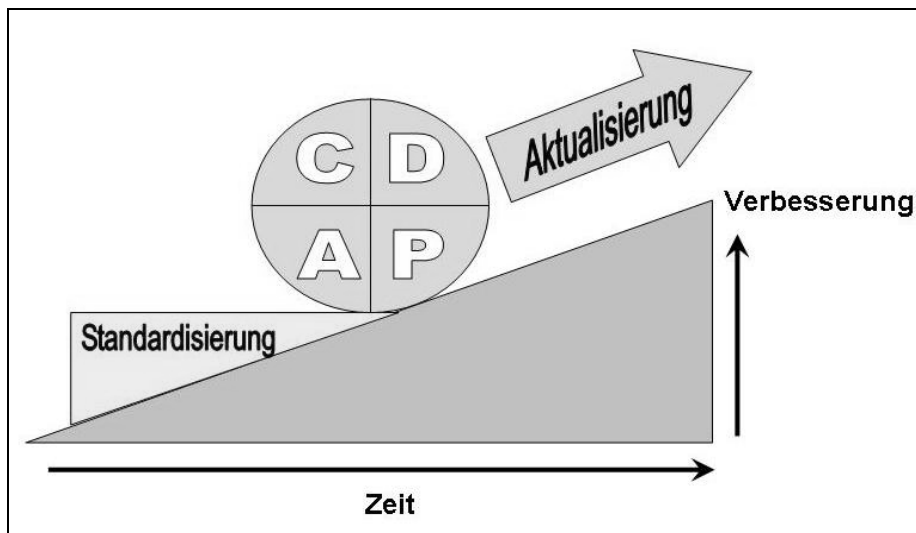 Aktualisierung
C D
A P
Verbesserung
Standardisierung
Zeit